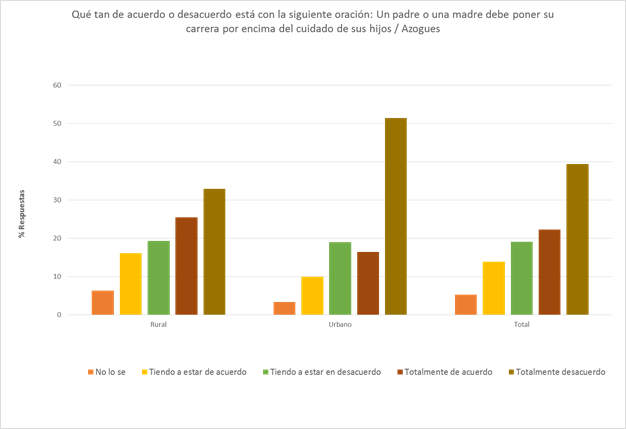 Qué tan de acuerdo o desacuerdo está con la siguiente oración: Un padre o una madre debe poner su
carrera por encima del cuidado de sus hijos / Azogues
60
50
40
30
20
10
0
% Respuestas
Rural
Urbano
Total
No lo se
Tiendo a estar de acuerdo
Tiendo a estar en desacuerdo
Totalmente de acuerdo
Totalmente desacuerdo